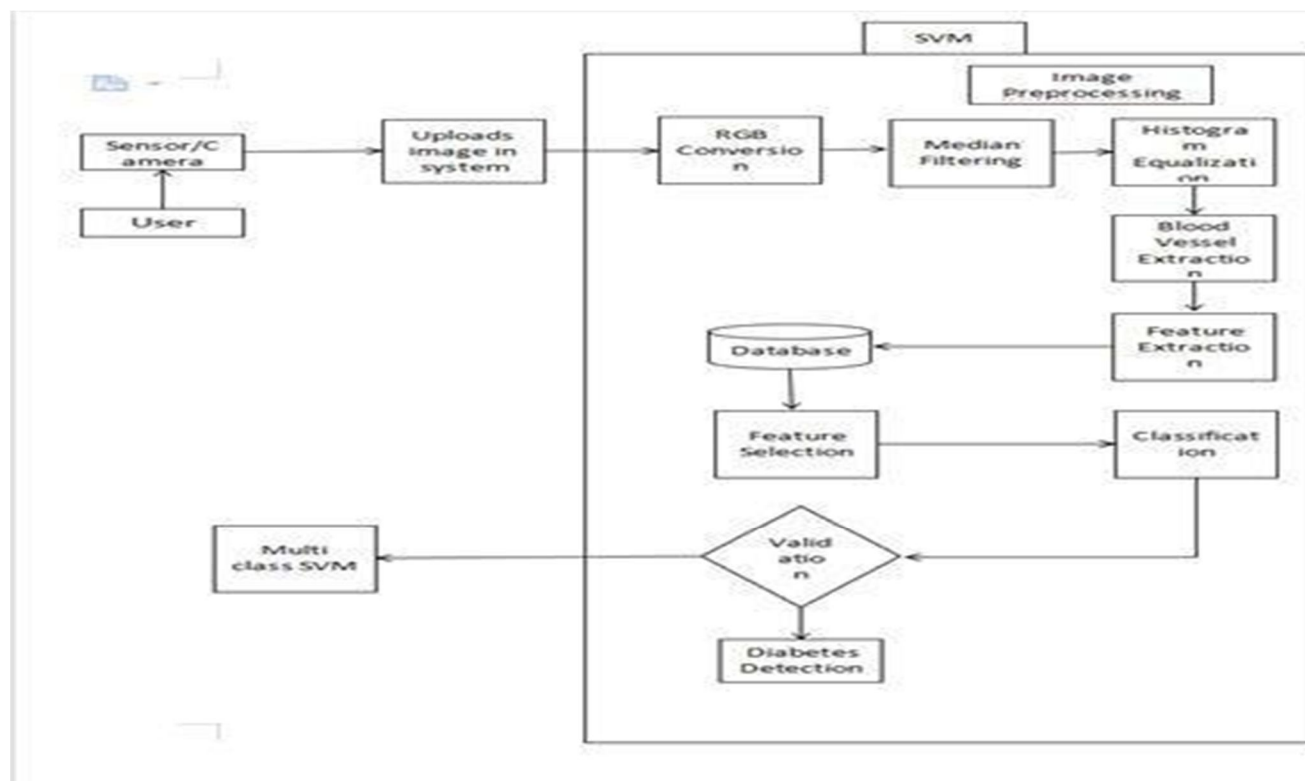 SVM
Image
Preprocessing
Sensor/C
amera
Uploads
Image in
system
RGB
Conversio
n
Median
Filtering
Histogra
m
Equalizati
on
User
Blood
Vessel
Extractio
n
Database
Feature
Extractio
n
Feature
Selection
Classificat
ion
Multi
class SVM
Valid
atio
n
Diabetes
Detection